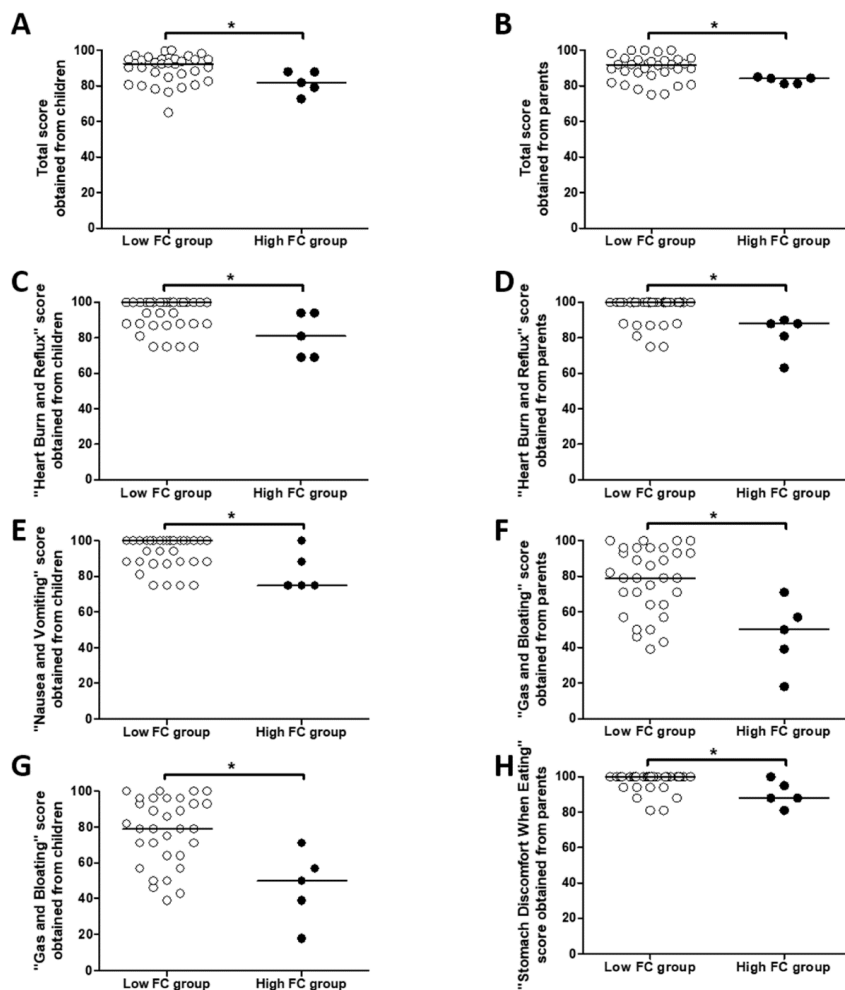 A
*
Total score
obtained from children
100
80
60
40
20
0
Low FC group
High FC group
B
*
Total score
obtained from parents
100
80
60
40
20
0
Low FC group
High FC group
C
*
"Heart Burn and Reflux" score
obtained from children
100
80
60
40
20
0
Low FC group
High FC group
D
*
"Heart Burn and Reflux" score
obtained from parents
100
80
60
40
20
0
Low FC group
High FC group
E
*
"Nausea and Vomiting" score
obtained from children
100
80
60
40
20
0
Low FC group
High FC group
F
*
"Gas and Bloating" score
obtained from parents
100
80
60
40
20
0
Low FC group
High FC group
G
*
"Gas and Bloating" score
obtained from children
100
80
60
40
20
0
Low FC group
High FC group
H
*
"Stomach Discomfort When Eating"
score obtained from parents
100
80
60
40
20
0
Low FC group
High FC group